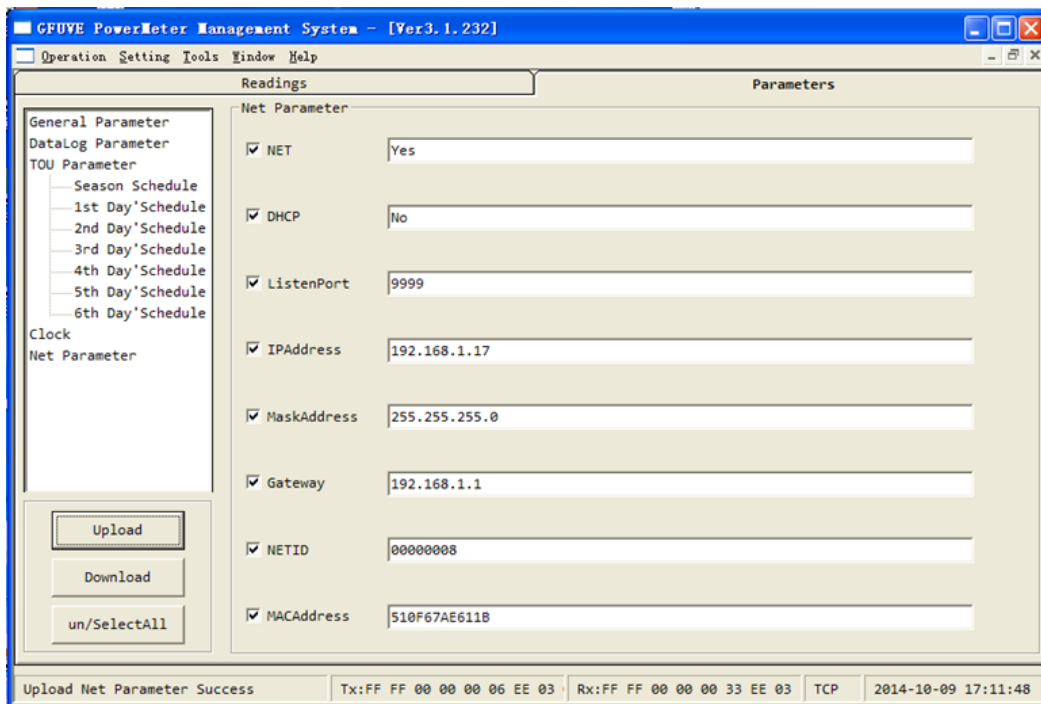 GFUVE PowerMeter Management System - [Ver3.1.232]
Operation Setting Tools Window Help
Readings Parameters
General Parameter
DataLog Parameter
TOU Parameter
Season Schedule
1st Day'Schedule
2nd Day'Schedule
3rd Day'Schedule
4th Day'Schedule
5th Day'Schedule
6th Day'Schedule
Clock
Net Parameter
Upload
Download
un/SelectAll
Net Parameter
NET Yes
DHCP No
ListenPort 9999
IPAddress 192.168.1.17
MaskAddress 255.255.255.0
Gateway 192.168.1.1
NETID 00000008
MACAddress 510F67AE611B
Upload Net Parameter Success Tx:FF FF 00 00 00 06 EE 03 Rx:FF FF 00 00 00 33 EE 03 TCP 2014-10-09 17:11:48